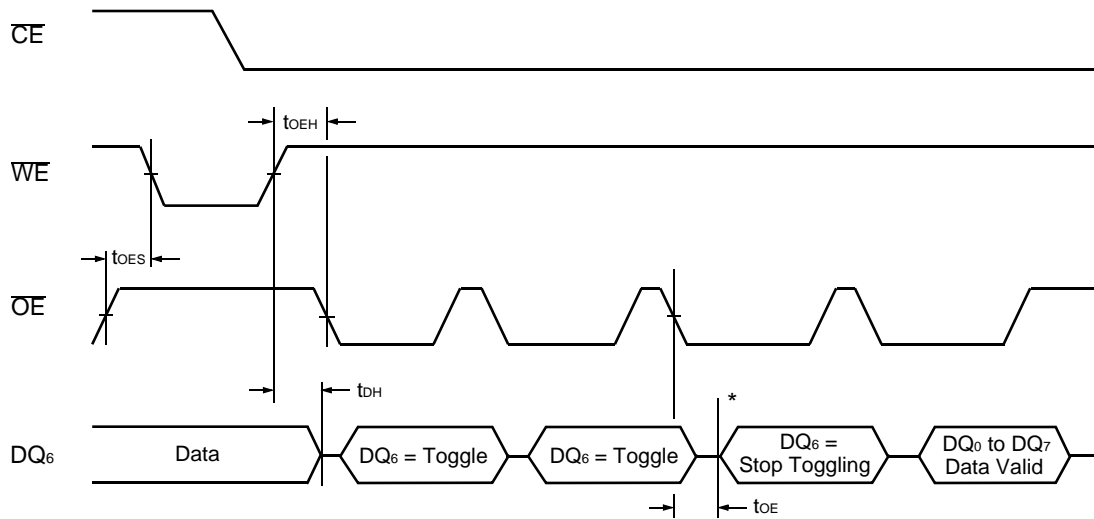 CE
tOEH
WE
tOES
OE
tDH
*
DQ6
Data
DQ6 = Toggle
DQ6 = Toggle
DQ6 =
Stop Toggling
DQ0 to DQ7
Data Valid
tOE